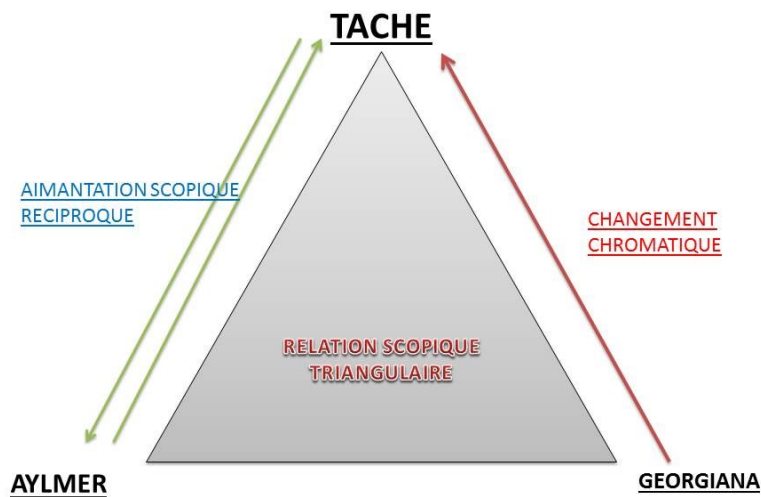 TACHE
AIMANTATION SCOPIQUE
RECIPROQUE
CHANGEMENT
CHROMATIQUE
RELATION SCOPIQUE
TRIANGULAIRE
AYLMER
GEORGIANA